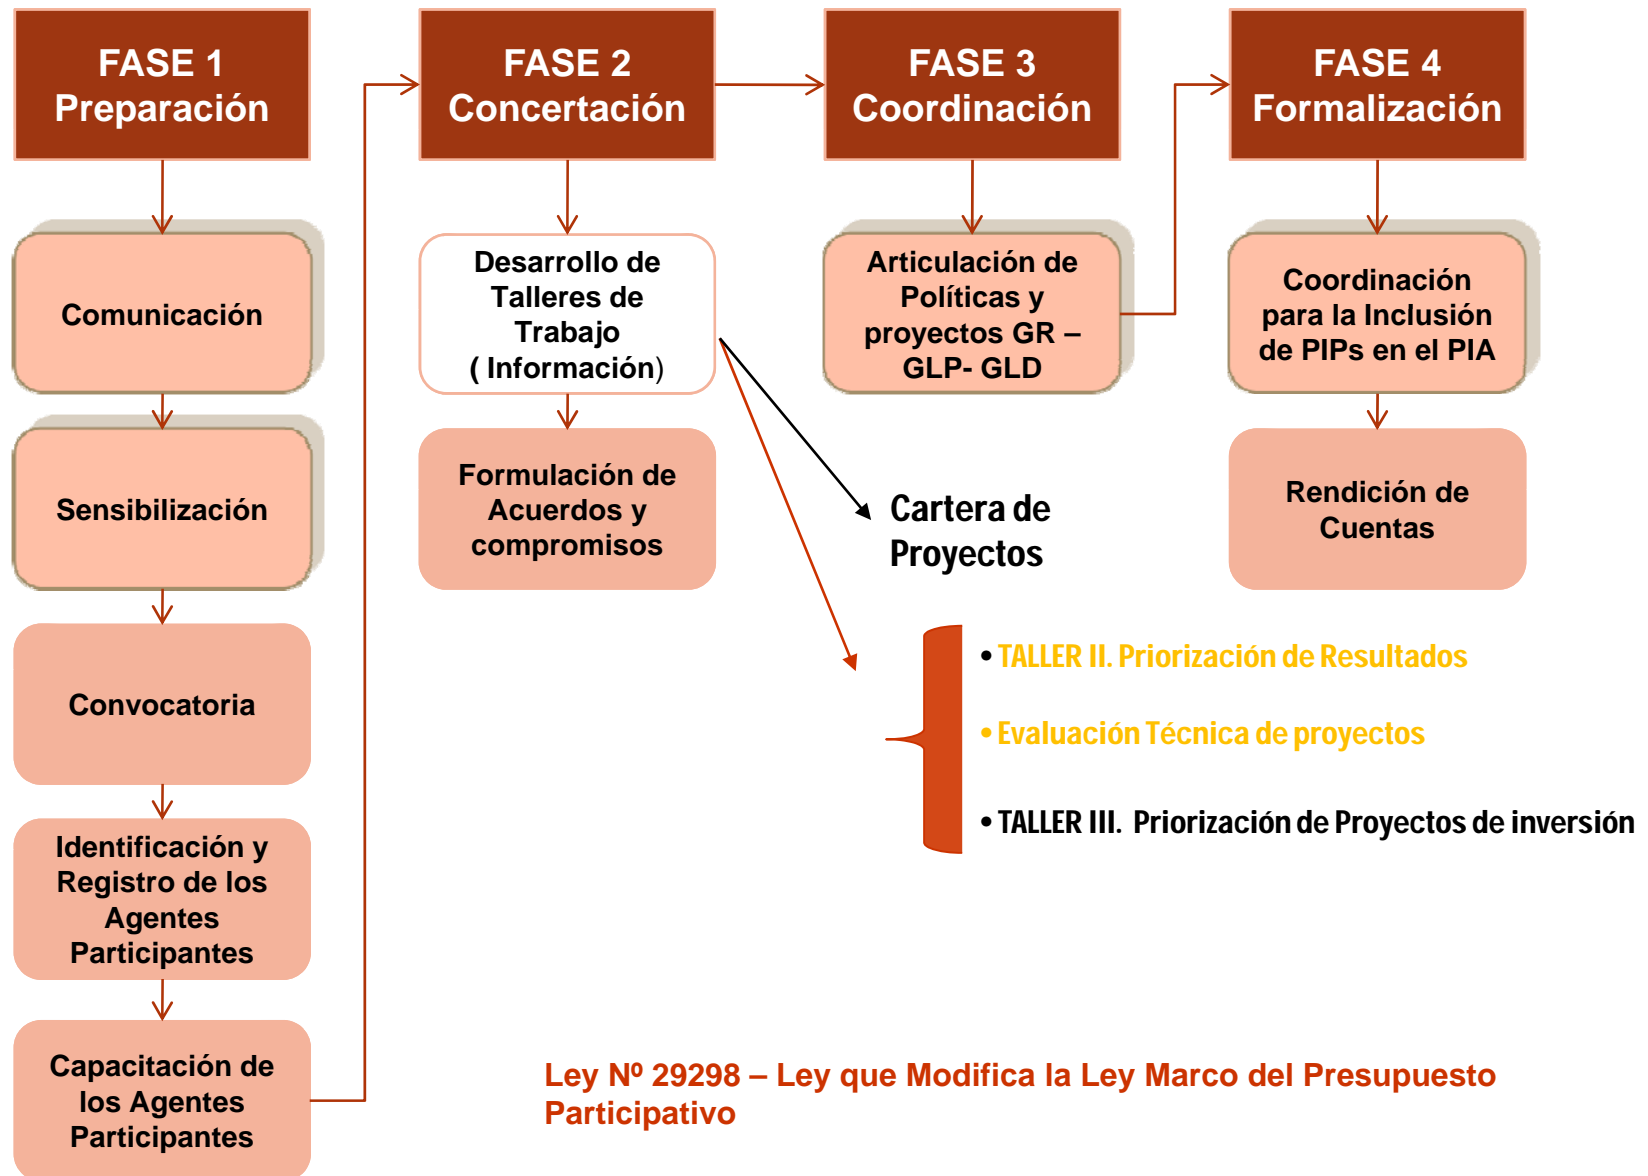 FASE 1
Preparación
Comunicación
Sensibilización
Convocatoria
Identificación y
Registro de los
Agentes
Participantes
Capacitación de
los Agentes
Participantes
FASE 2
Concertación
Desarrollo de
Talleres de
Trabajo
( Información)
Formulación de
Acuerdos y
compromisos
Cartera de
Proyectos
• TALLER II. Priorización de Resultados
• Evaluación Técnica de proyectos
• TALLER III. Priorización de Proyectos de inversión
FASE 3
Coordinación
Articulación de
Políticas y
proyectos GR –
GLP- GLD
FASE 4
Formalización
Coordinación
para la Inclusión
de PIPs en el PIA
Rendición de
Cuentas
Ley Nº 29298 – Ley que Modifica la Ley Marco del Presupuesto
Participativo